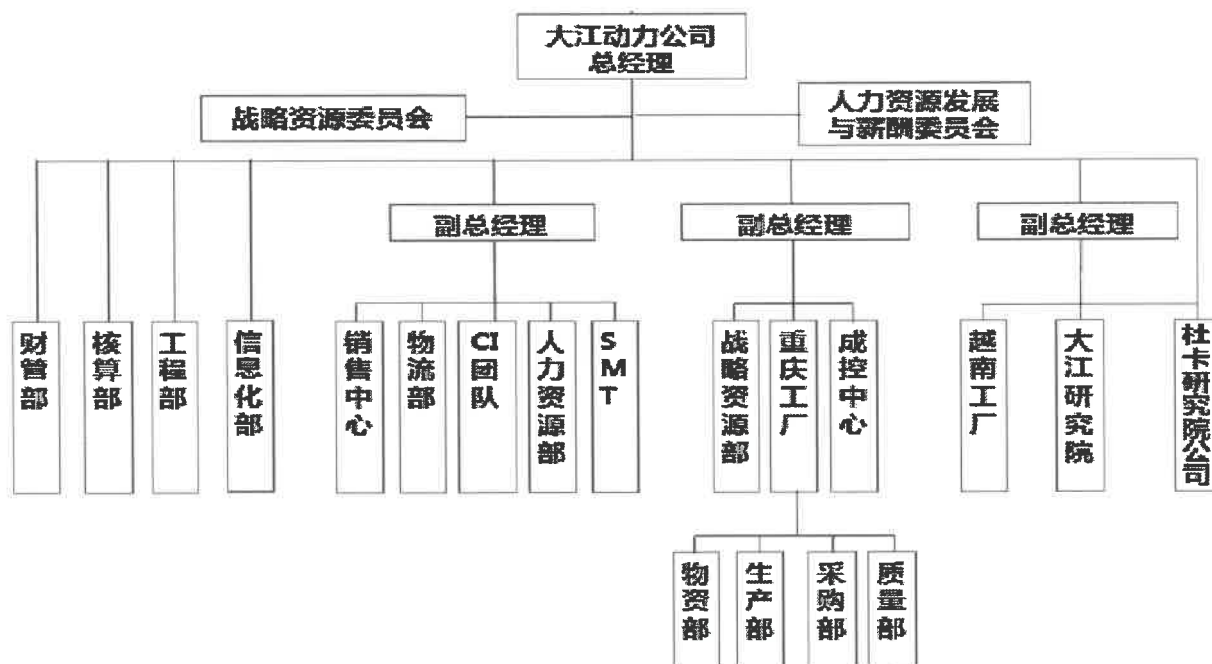 大江动力公司
总经理
战略资源委员会
人力资源发展
与薪酬委员会
副总经理
副总经理
副总经理
财管部
核算部
工程部
信息化部
销售中心
物流部
CI团队
人力资源部
SMT
战略资源部
重庆工厂
成控中心
越南工厂
大江研究院
杜卡研究院公司
物资部
生产部
采购部
质量部